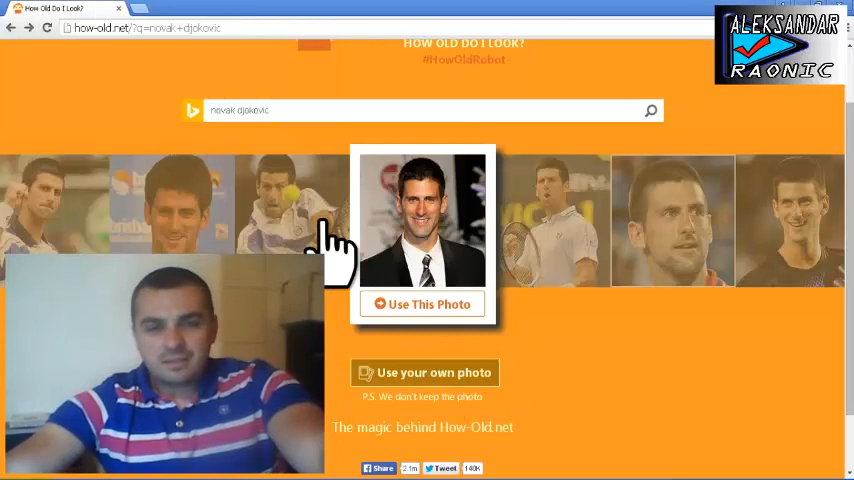 How Old Do I Look?
how-old.net/?q=novak+djokovic
ALEKSANDAR
RAONIC
HOW OLD DO I LOOK?
#HowOldRobot
novak djokovic
Use This Photo
Use your own photo
P.S. We don't keep the photo
The magic behind How-Old.net
Share 2.1m Tweet 140K